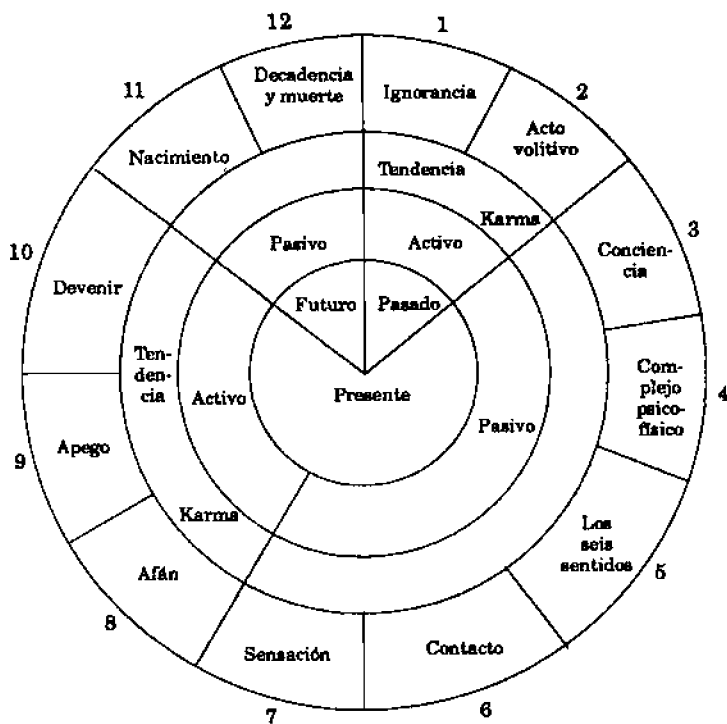 12
1
Decadencia
y muerte
Ignorancia
11
2
Acto
volitivo
Nacimiento
Tendencia
Karma
3
Concien-
cia
Pasivo
Activo
10
Devenir
Futuro
Pasado
Ten-
den-
cia
Activo
Presente
Pasivo
Com-
plejo
psico-
físico
4
9
Apego
Karma
Los
seis
sentidos
5
Afán
8
Sensación
Contacto
7
6